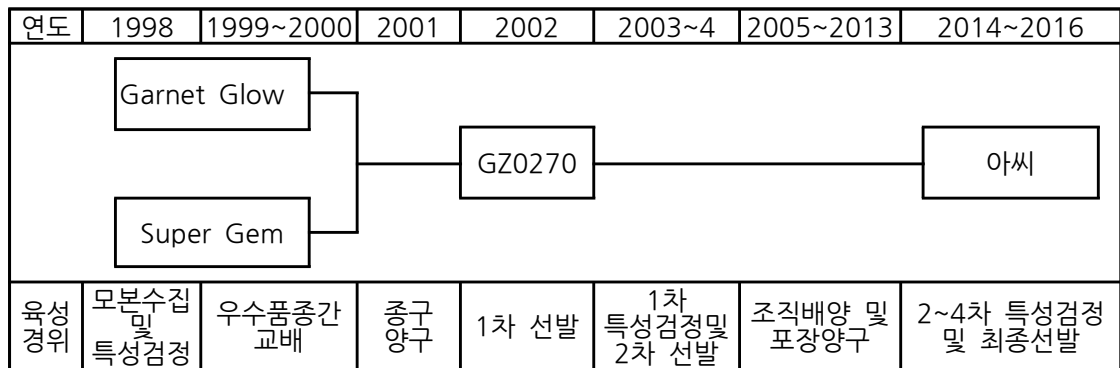 연도 1998 1999~2000 2001 2002 2003~4 2005~2013 2014~2016
Garnet Glow
GZ0270
아씨
Super Gem
육성
경위
모본수집
및
특성검정
우수품종간
교배
종구
양구
1차 선발
1차
특성검정및
2차 선발
조직배양 및
포장양구
2~4차 특성검정
및 최종선발